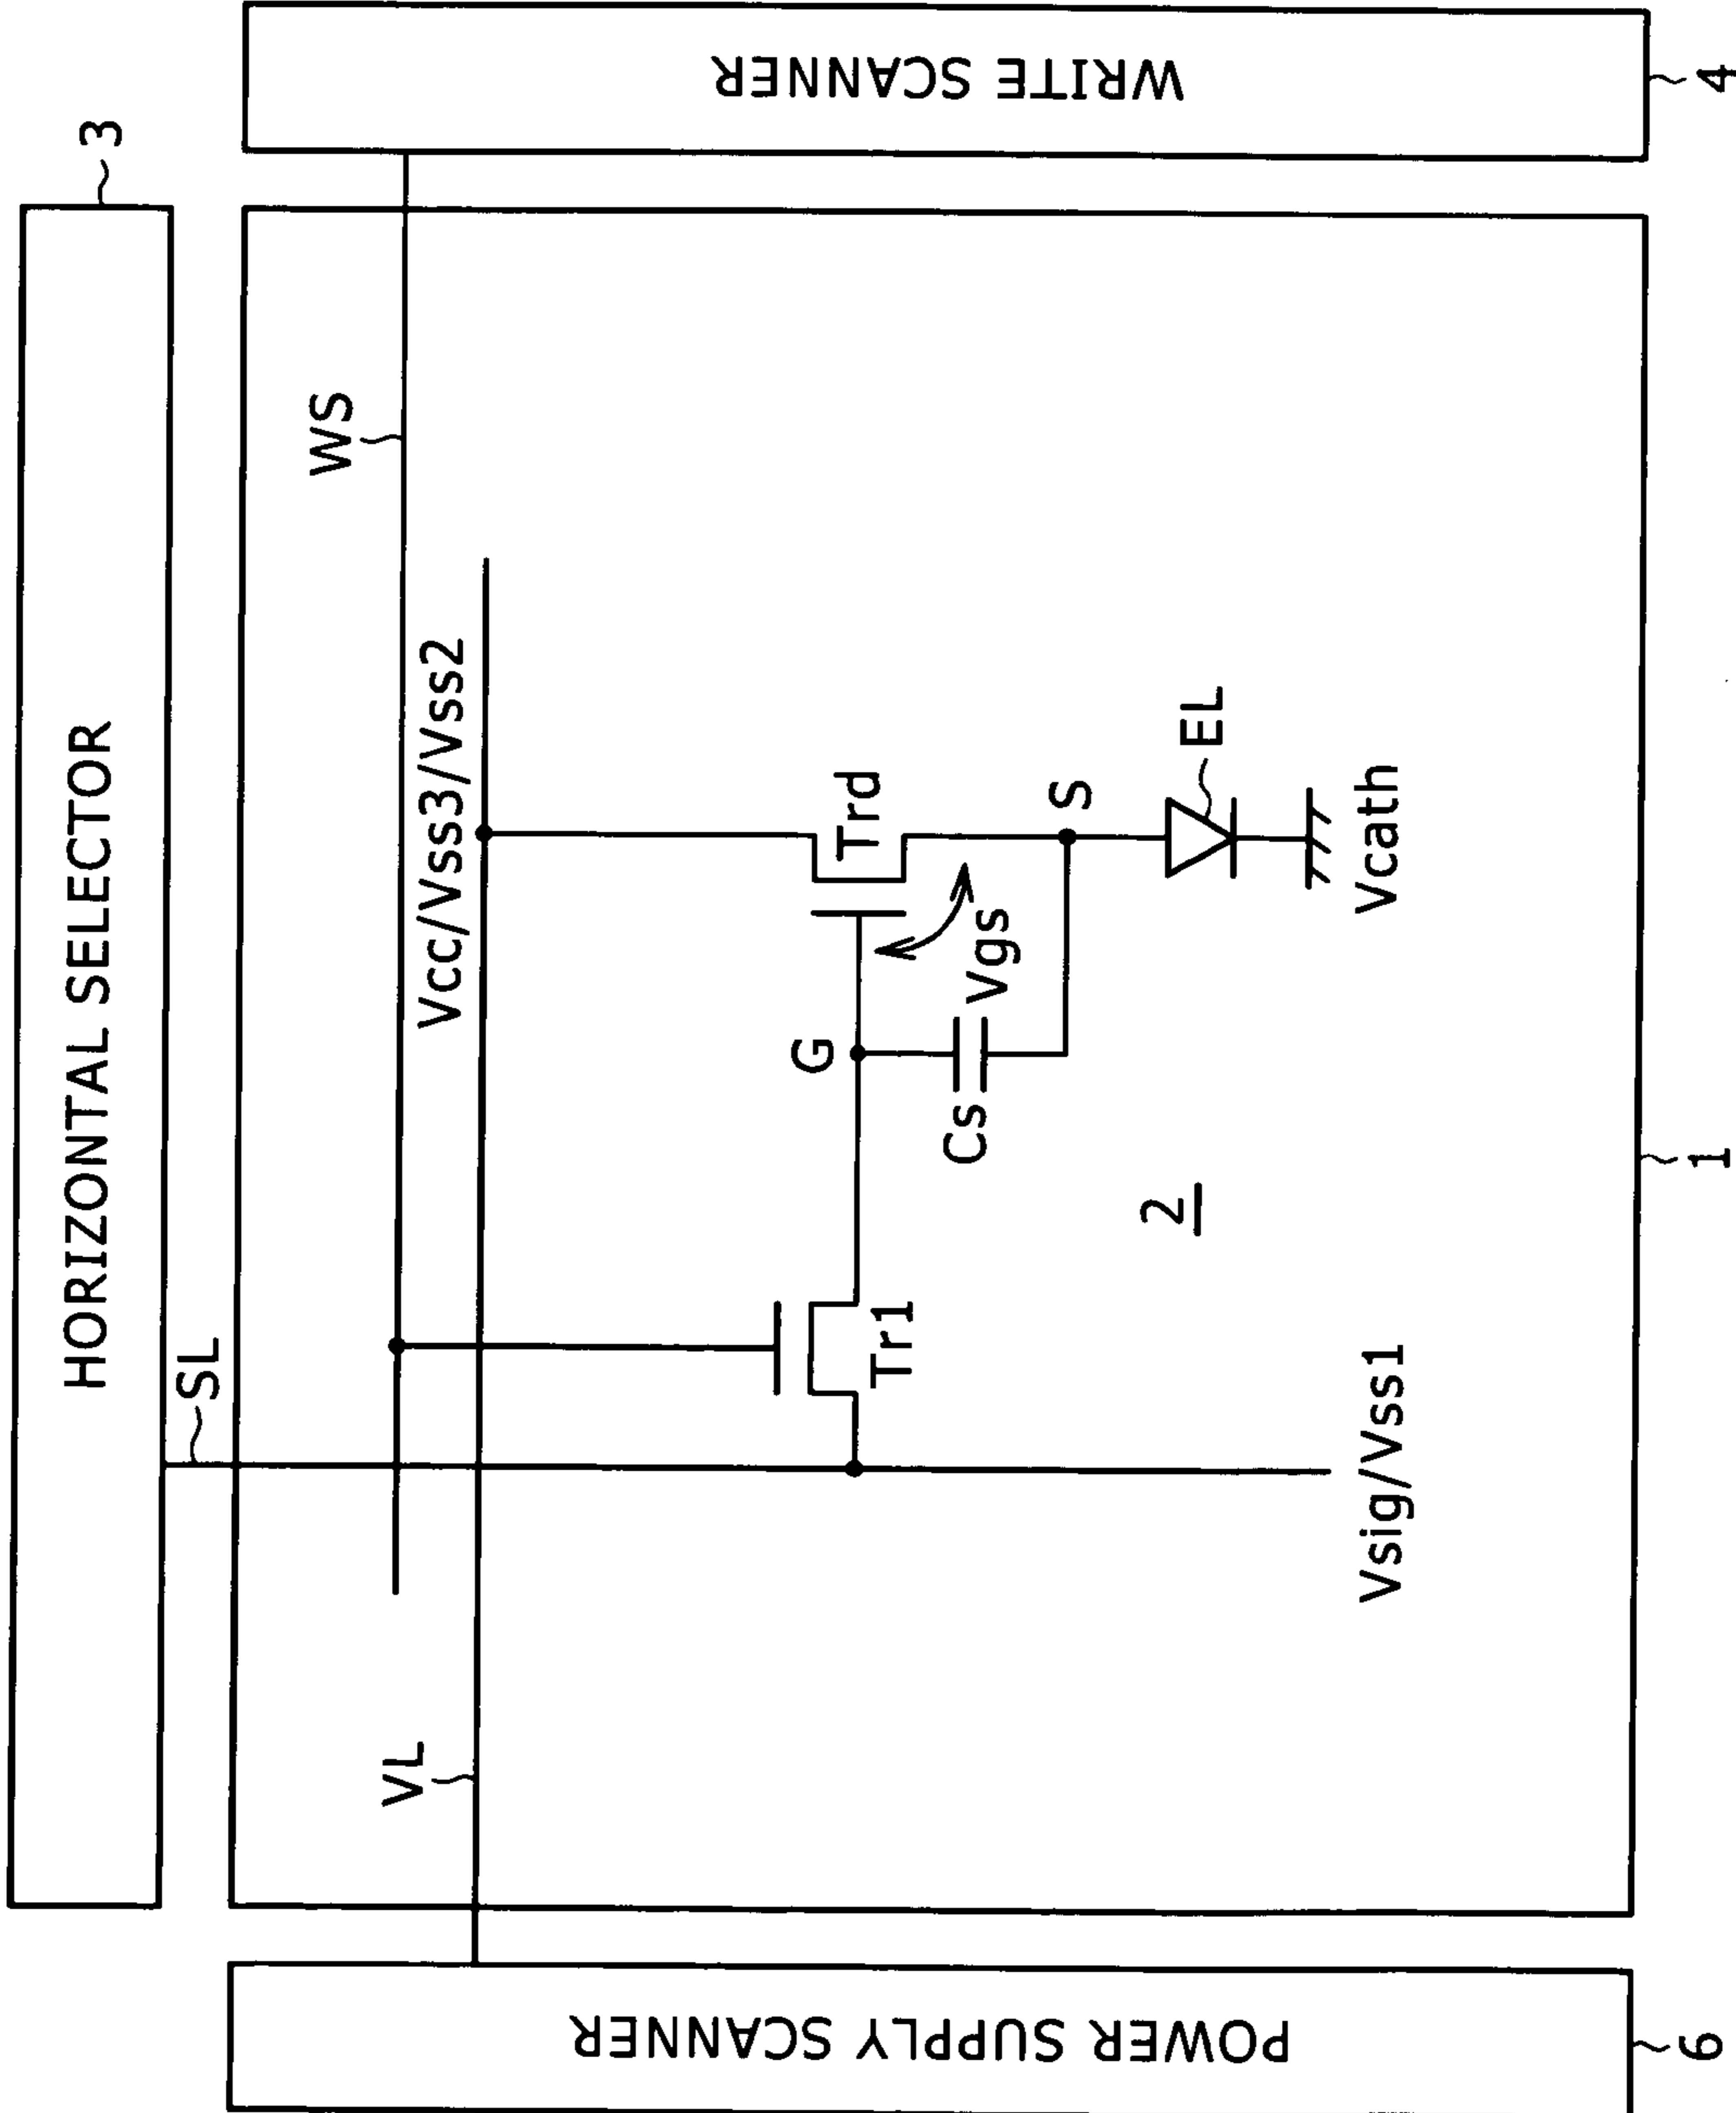 HORIZONTAL SELECTOR
3
SL
WS
VL
Vcc/Vss3/Vss2
POWER SUPPLY SCANNER
WRITE SCANNER
G
Trd
Tr1
Cs
Vgs
S
2
EL
Vsig/Vss1
Vcath
6
1
4